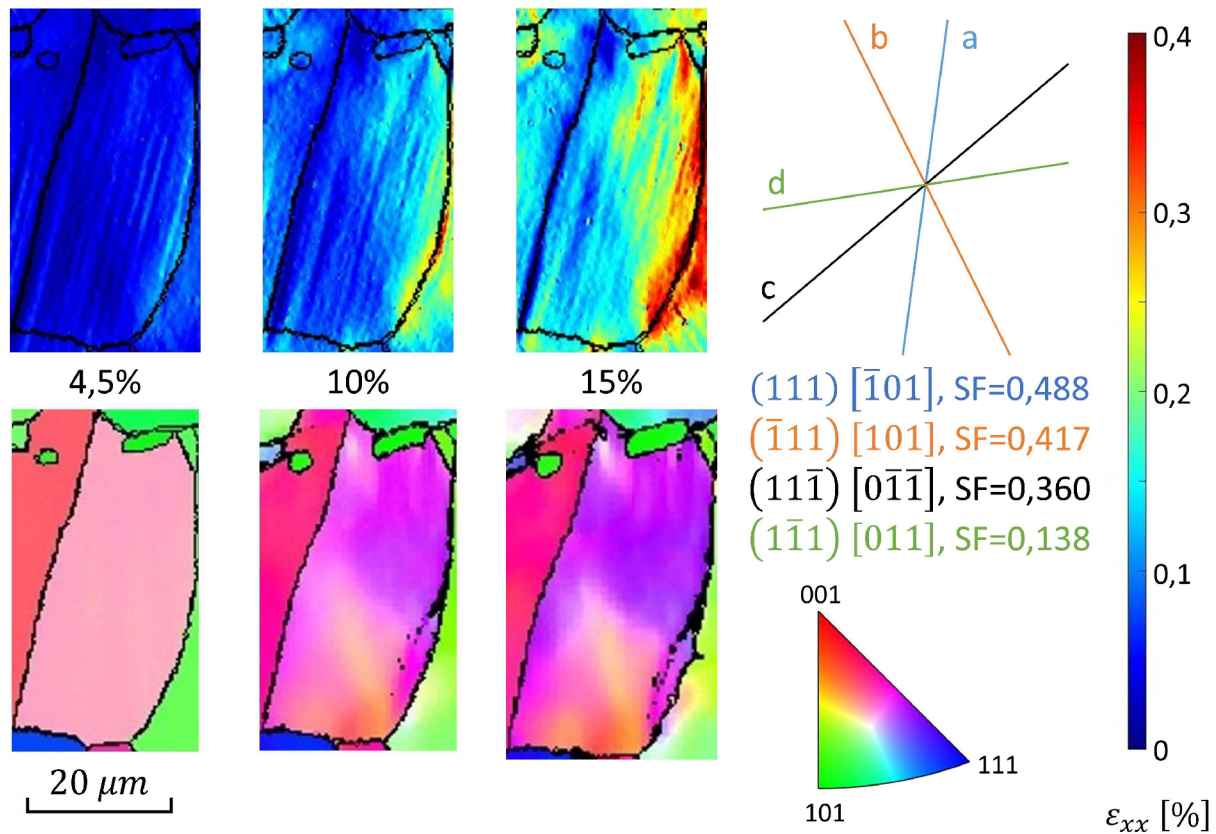 b
a
d
c
0,4
0,3
0,2
0,1
0
4,5%
10%
15%
(111) [1̅01], SF=0,488
(1̅11) [101], SF=0,417
(111̅) [01̅1̅], SF=0,360
(11̅1) [011], SF=0,138
001
111
101
20 μm
εxx [%]